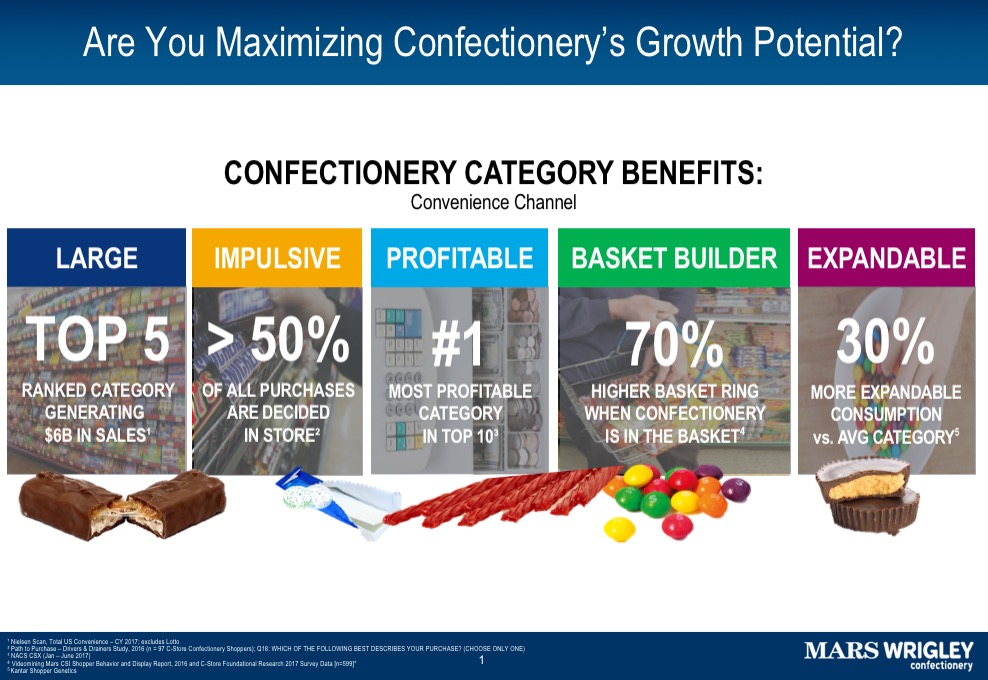 Are You Maximizing Confectionery’s Growth Potential?
CONFECTIONERY CATEGORY BENEFITS:
Convenience Channel
LARGE
TOP 5
RANKED CATEGORY
GENERATING
$6B IN SALES¹
IMPULSIVE
> 50%
OF ALL PURCHASES
ARE DECIDED
IN STORE²
PROFITABLE
#1
MOST PROFITABLE
CATEGORY
IN TOP 10³
BASKET BUILDER
70%
HIGHER BASKET RING
WHEN CONFECTIONERY
IS IN THE BASKET⁴
EXPANDABLE
30%
MORE EXPANDABLE
CONSUMPTION
vs. AVG CATEGORY⁵
¹ Nielsen Scan, Total US Convenience – CY 2017; excludes Lotto
² Path to Purchase – Drivers & Drainers Study, 2016 (n = 97 C-Store Confectionery Shoppers); Q18: WHICH OF THE FOLLOWING BEST DESCRIBES YOUR PURCHASE? (CHOOSE ONLY ONE)
³ NACS CSX (Jan – June 2017)
⁴ Videomining Mars CSI Shopper Behavior and Display Report, 2016 and C-Store Foundational Research 2017 Survey Data [n=599]*
⁵ Kantar Shopper Genetics
1
MARS WRIGLEY
confectionery